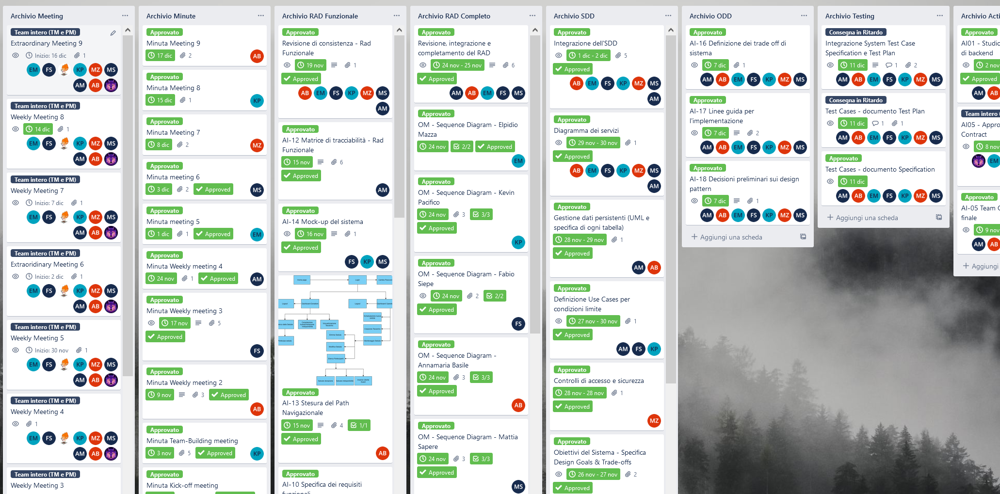 Archivio Meeting
Team intero (TM e PM)
Extraordinary Meeting 9
Inizio: 16 dic 1
EM FS KP MZ MS
AM AB
Team intero (TM e PM)
Weekly Meeting 8
14 dic 1
EM FS KP MZ MS
AM AB
Team intero (TM e PM)
Weekly Meeting 7
Inizio: 7 dic 1
EM FS KP MZ MS
AM AB
Team intero (TM e PM)
Extraoridinary Meeting 6
Inizio: 2 dic 1
EM FS KP MZ MS
AM AB
Team intero (TM e PM)
Weekly Meeting 5
Inizio: 30 nov 1
EM FS KP MZ MS
AM AB
Team intero (TM e PM)
Weekly Meeting 4
1
EM FS KP MZ MS
AM AB
Team intero (TM e PM)
Weekly Meeting 3
Archivio Minute
Approvato
Minuta Meeting 9
17 dic 2
AB
Approvato
Minuta Meeting 8
15 dic 1
KP
Approvato
Minuta Meeting 7
8 dic 2
MZ
Approvato
Minuta meeting 6
3 dic 2 Approved
MS
Approvato
Minuta meeting 5
1 dic 1 Approved
EM
Approvato
Minuta Weekly meeting 4
24 nov 1 Approved
AM
Approvato
Minuta Weekly meeting 3
17 nov 5
Approved
FS
Approvato
Minuta Weekly meeting 2
9 nov 3 Approved
AB
Approvato
Minuta Team-Building meeting
3 nov 5 Approved
KP
Approvato
Minuta Kick-off meeting
Archivio RAD Funzionale
Approvato
Revisione di consistenza - Rad
Funzionale
19 nov 1
Approved
AB EM FS KP MZ MS
AM
Approvato
AI-12 Matrice di tracciabilità - Rad
Funzionale
15 nov 6
Approved
AM
Approvato
AI-14 Mock-up del sistema
16 nov 1
Approved
FS KP MS
Home page Login
Logout Dashboard Donatore Logout
Elimina Seduta
Modifica Seduta
Monitoraggio Sedute
Elenco Partecipanti
Approvato
AI-13 Stesura del Path
Navigazionale
15 nov 4 1/1
Approved
AB
Approvato
AI-10 Specifica dei requisiti
funzionali
Archivio RAD Completo
Approvato
Revisione, integrazione e
completamento del RAD
24 nov - 25 nov 6
Approved
AM AB EM FS MS
Approvato
OM - Sequence Diagram - Elpidio
Mazza
24 nov 2/2 Approved
EM
Approvato
OM - Sequence Diagram - Kevin
Pacifico
24 nov 3 3/3
Approved
KP
Approvato
OM - Sequence Diagram - Fabio
Siepe
24 nov 2 2/2
Approved
FS
Approvato
OM - Sequence Diagram -
Annamaria Basile
24 nov 3 3/3
Approved
AB
Approvato
OM - Sequence Diagram - Mattia
Sapere
24 nov 3 3/3
Approved
MS
Archivio SDD
Approvato
Integrazione dell'SDD
1 dic - 2 dic 5
Approved
AB EM FS KP MZ MS
AM
Approvato
Diagramma dei servizi
29 nov - 30 nov 1
Approved
AB EM FS KP MZ MS
AM
Approvato
Gestione dati persistenti (UML e
specifica di ogni tabella)
28 nov - 29 nov 1
Approved
AM AB
Approvato
Definizione Use Cases per
condizioni limite
27 nov - 30 nov 1
Approved
AM FS KP
Approvato
Controlli di accesso e sicurezza
28 nov - 28 nov 1
Approved
MZ
Approvato
Obiettivi del Sistema - Specifica
Design Goals & Trade-offs
26 nov - 27 nov 2
Approved
Archivio ODD
Approvato
AI-16 Definizione dei trade off di
sistema
7 dic 1
AM AB EM FS KP MZ MS
Approvato
AI-17 Linee guida per
l'implementazione
7 dic 2
AM AB EM FS KP MZ MS
Approvato
AI-18 Decisioni preliminari sui design
pattern
7 dic 1
AM AB EM FS KP MZ MS
Aggiungi una scheda
Archivio Testing
Consegna in Ritardo
Integrazione System Test Case
Specification e Test Plan
11 dic 1 2
AM AB EM FS KP MZ MS
Consegna in Ritardo
Test Cases - documento Test Plan
11 dic 1 1
AM AB EM FS KP MZ MS
Approvato
Test Cases - documento Specification
11 dic
AM AB EM FS KP MZ MS
Aggiungi una scheda
Archivio Acti
Approvato
AI01 - Studio
di backend
2 nov
Approved
AM AB
Team intero (
AI05 - Appro
Contract
8 nov
EM
Approvato
AI-05 Team C
finale
9 nov
AM AB
Aggiungi